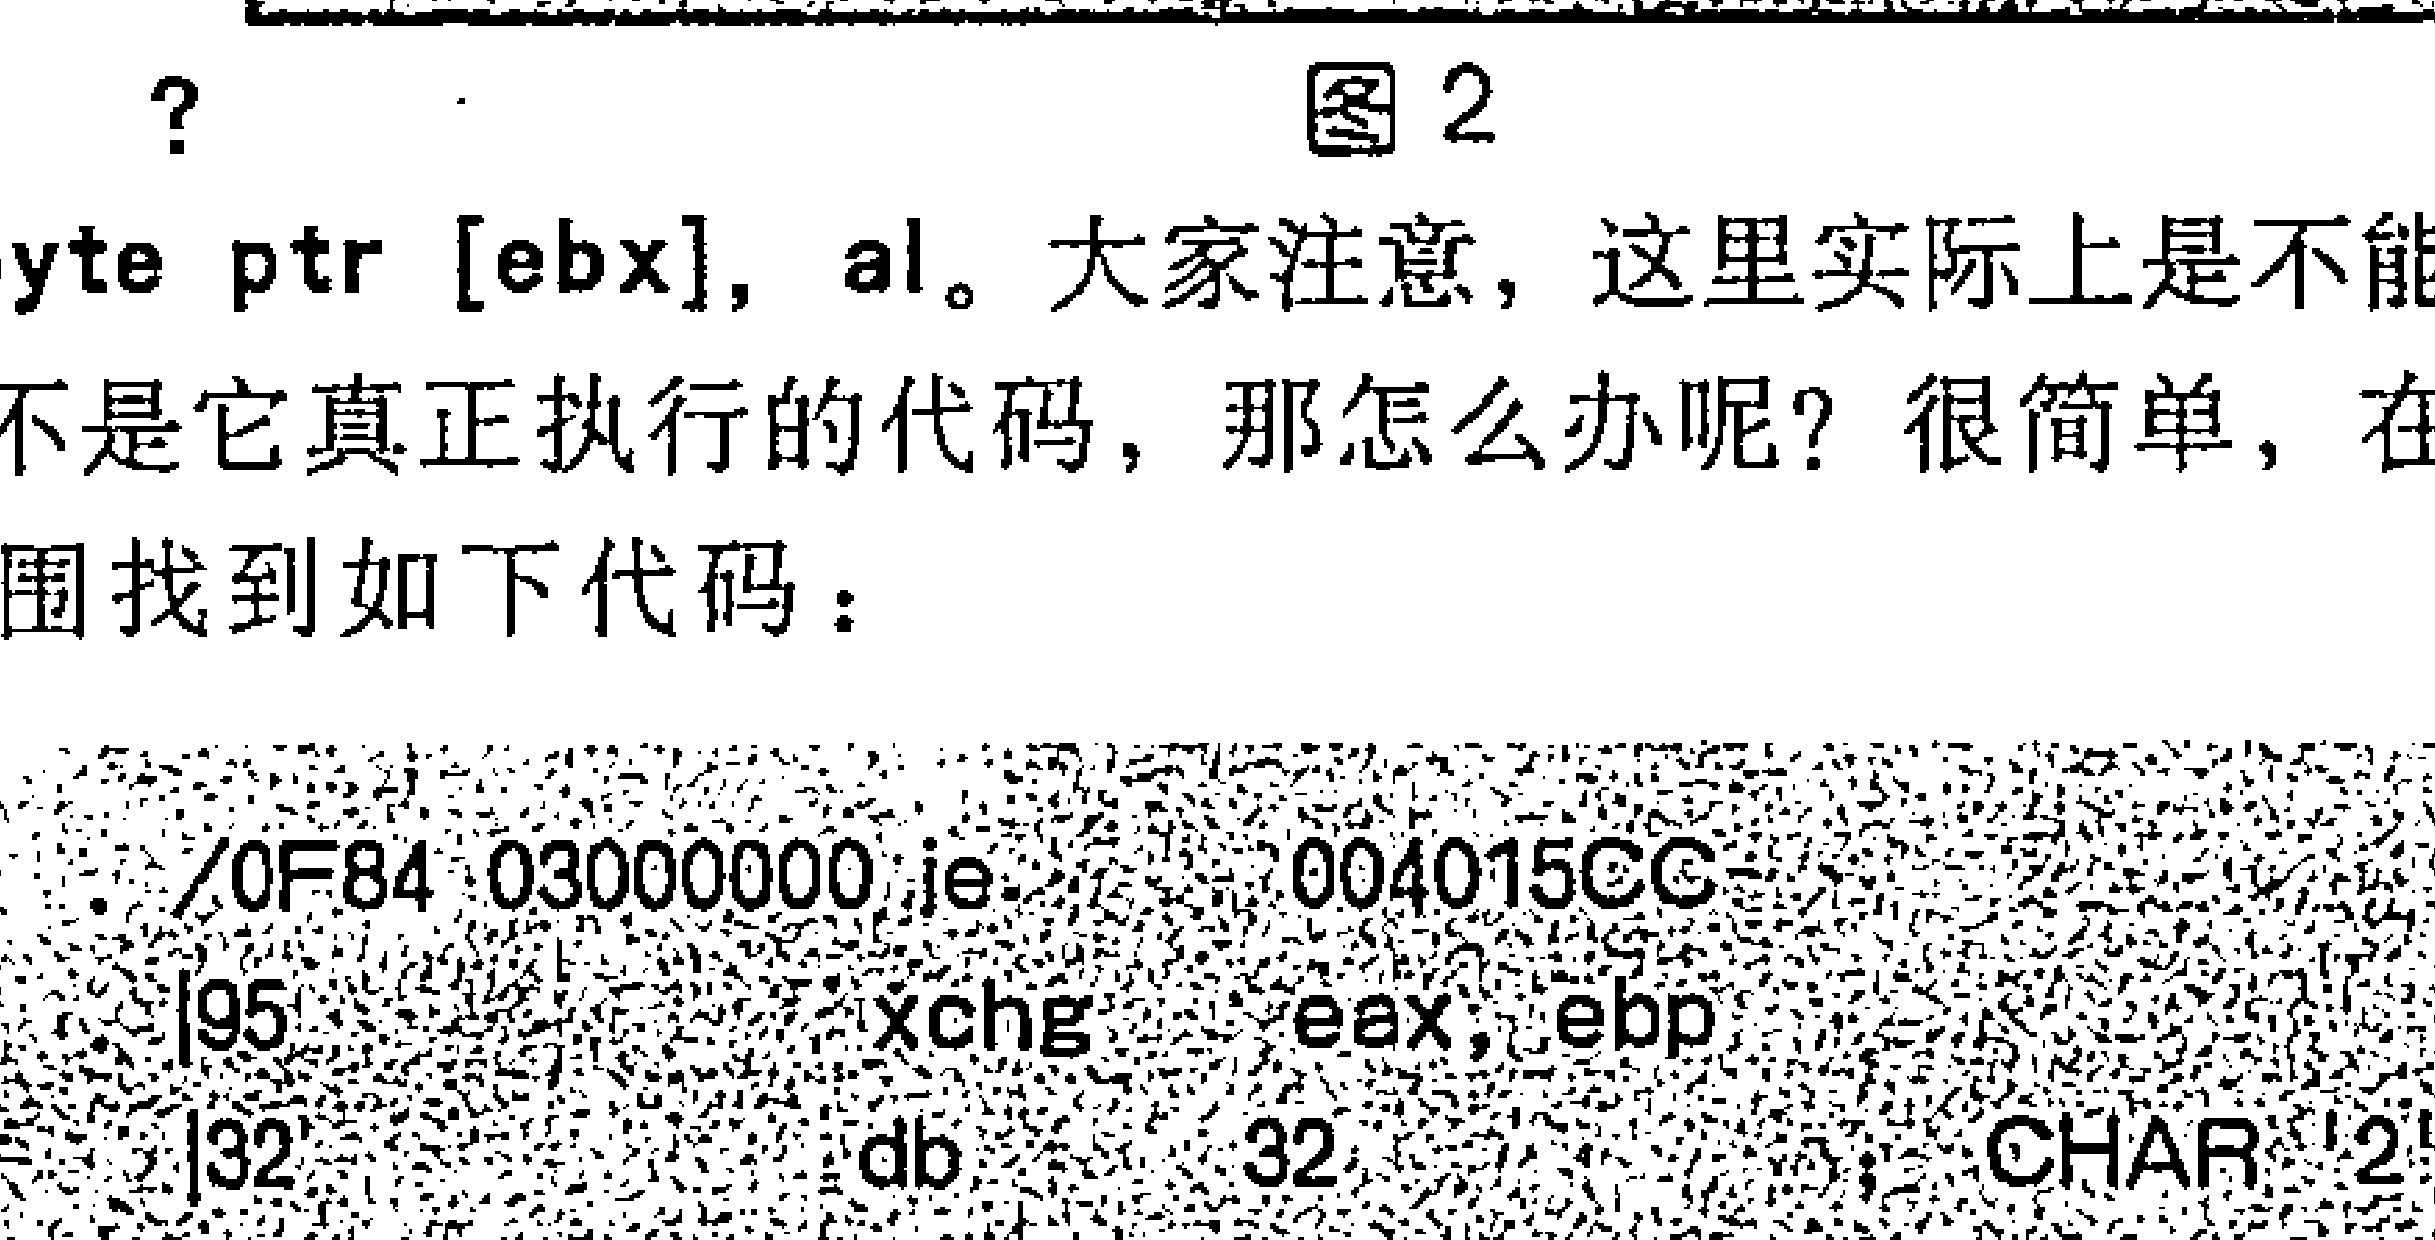 ? 图 2
yte ptr [ebx], al。大家注意，这里实际上是不能
不是它真正执行的代码，那怎么办呢？很简单，在
围找到如下代码：
. /0F84 03000000 je 004015CC
|95 xchg eax, ebp
|32 db 32 ; CHAR '2'